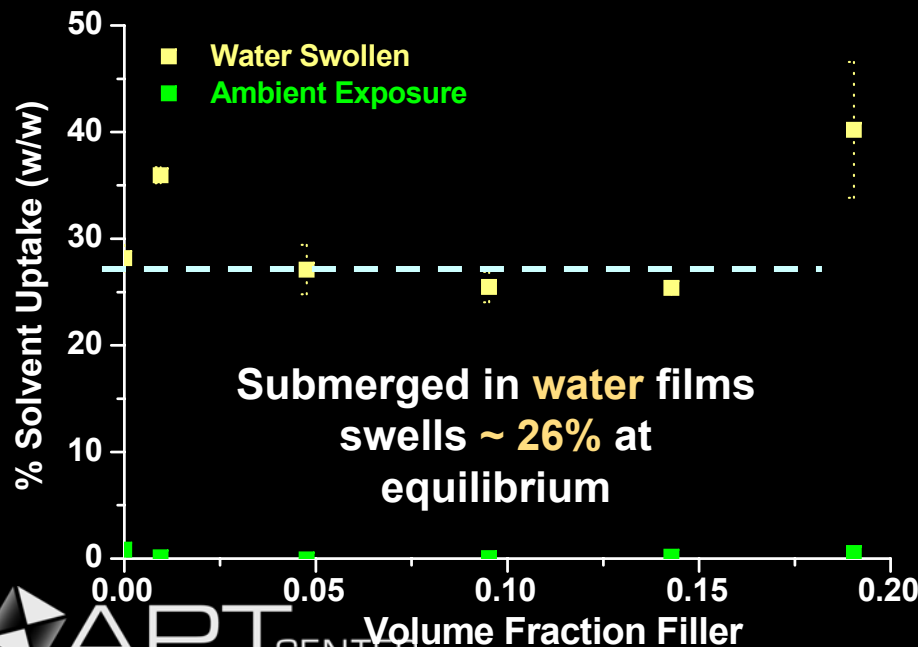 50
40
30
20
10
0
% Solvent Uptake (w/w)
Water Swollen
Ambient Exposure
Submerged in water films
swells ~ 26% at
equilibrium
0.00 0.05 0.10 0.15 0.20
Volume Fraction Filler
APT